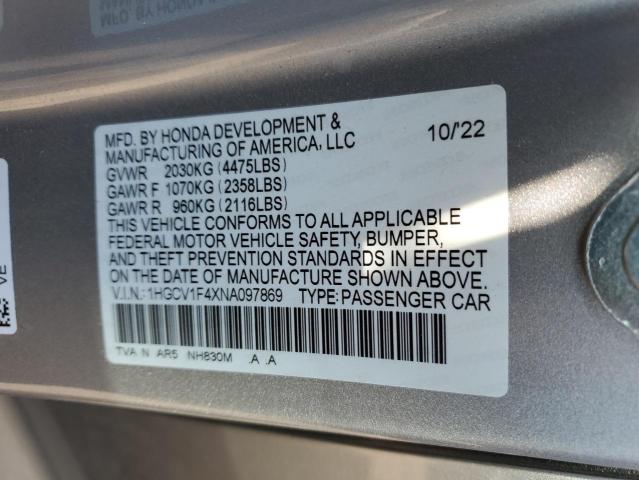 MFD. BY HONDA DEVELOPMENT &
MANUFACTURING OF AMERICA, LLC 10/'22
GVWR 2030KG (4475LBS)
GAWR F 1070KG (2358LBS)
GAWR R 960KG (2116LBS)
THIS VEHICLE CONFORMS TO ALL APPLICABLE
FEDERAL MOTOR VEHICLE SAFETY, BUMPER,
AND THEFT PREVENTION STANDARDS IN EFFECT
ON THE DATE OF MANUFACTURE SHOWN ABOVE.
V.I.N.: 1HGCV1F4XNA097869 TYPE: PASSENGER CAR
TVA N AR5 NH830M .A .A
VE